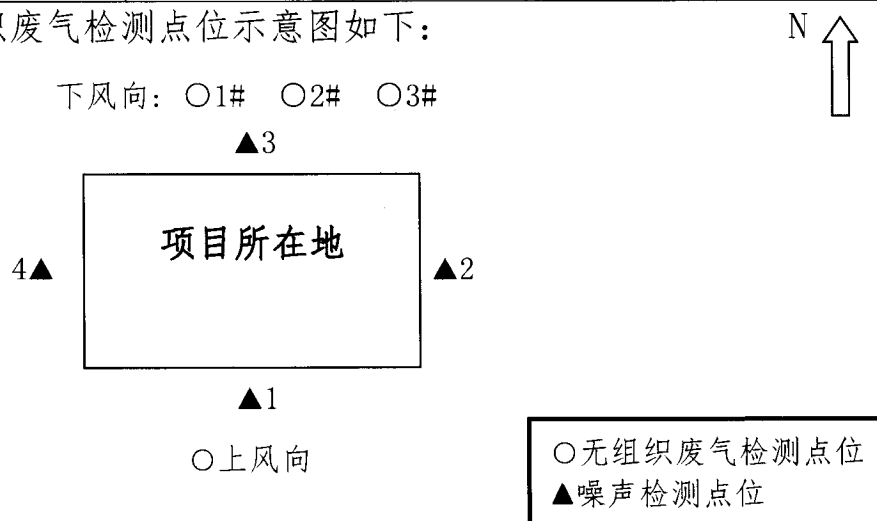 织废气检测点位示意图如下：
N
下风向：○1# ○2# ○3#
▲3
项目所在地
4▲
▲2
▲1
○上风向
○无组织废气检测点位
▲噪声检测点位